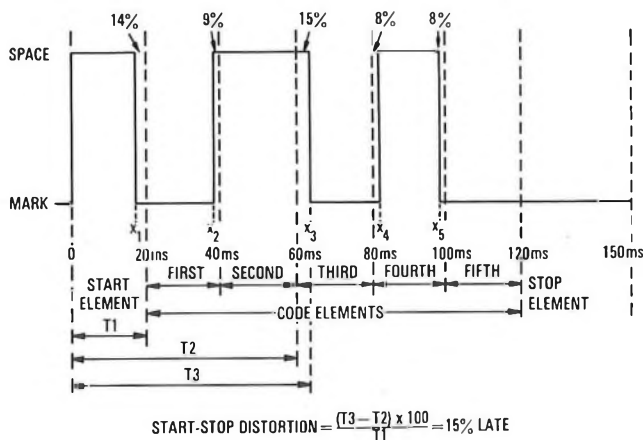 14% 9% 15% 8% 8%
SPACE
MARK
x1 x2 x3 x4 x5
0 20ms 40ms 60ms 80ms 100ms 120ms 150ms
START ELEMENT
FIRST SECOND THIRD FOURTH FIFTH
STOP ELEMENT
CODE ELEMENTS
T1
T2
T3
START-STOP DISTORTION = (T3 – T2) x 100 / T1 = 15% LATE